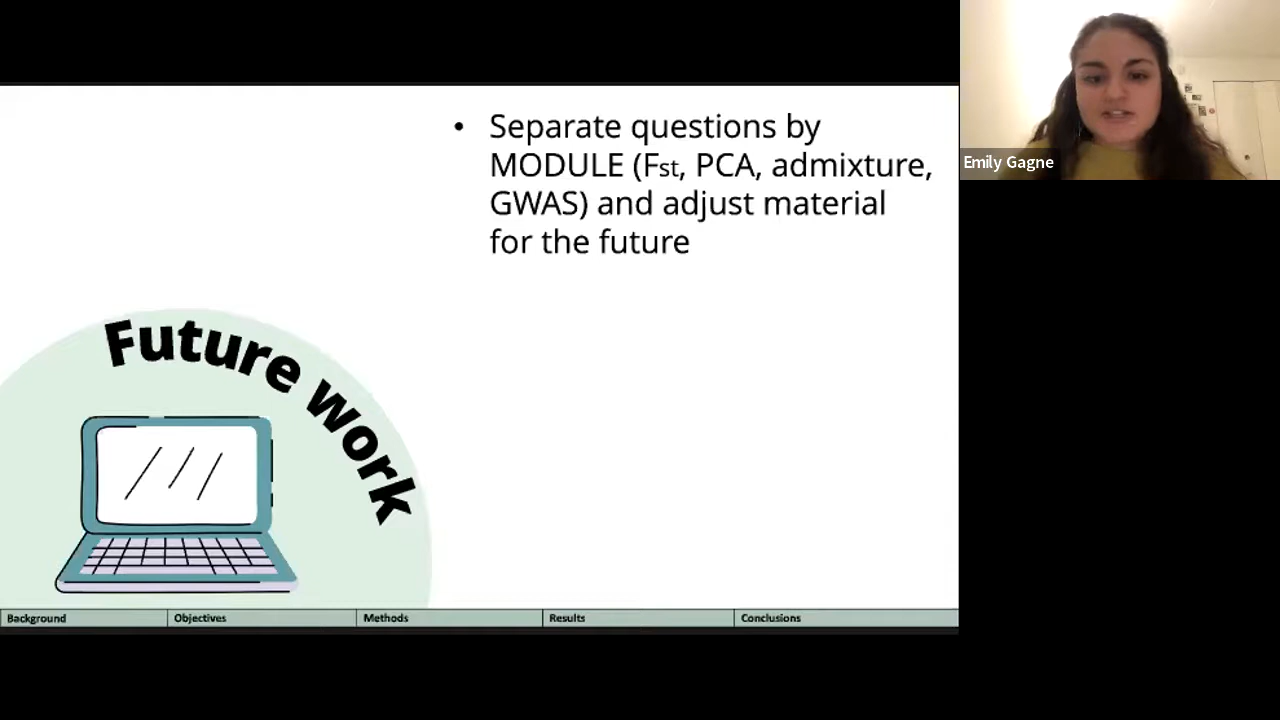 • Separate questions by
MODULE (Fst, PCA, admixture,
GWAS) and adjust material
for the future
Emily Gagne
Future work
Background
Objectives
Methods
Results
Conclusions